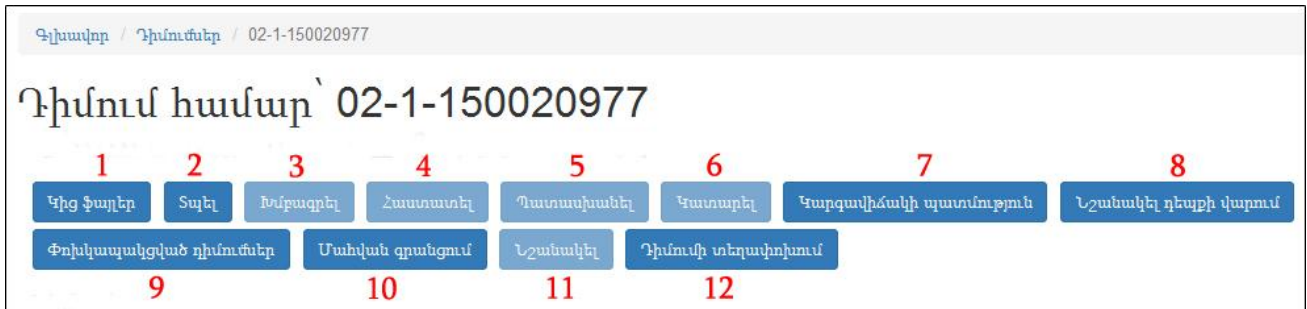 Գլխավոր / Դիմումներ / 02-1-150020977
Դիմում համար՝ 02-1-150020977
1 2 3 4 5 6 7 8
Կից ֆայլեր Տպել Խմբագրել Հաստատել Պատասխանել Կատարել Կարգավիճակի պատմություն Նշանակել դեպքի վարում
Փոխկապակցված դիմումներ Մահվան գրանցում Նշանակել Դիմումի տեղափոխում
9 10 11 12